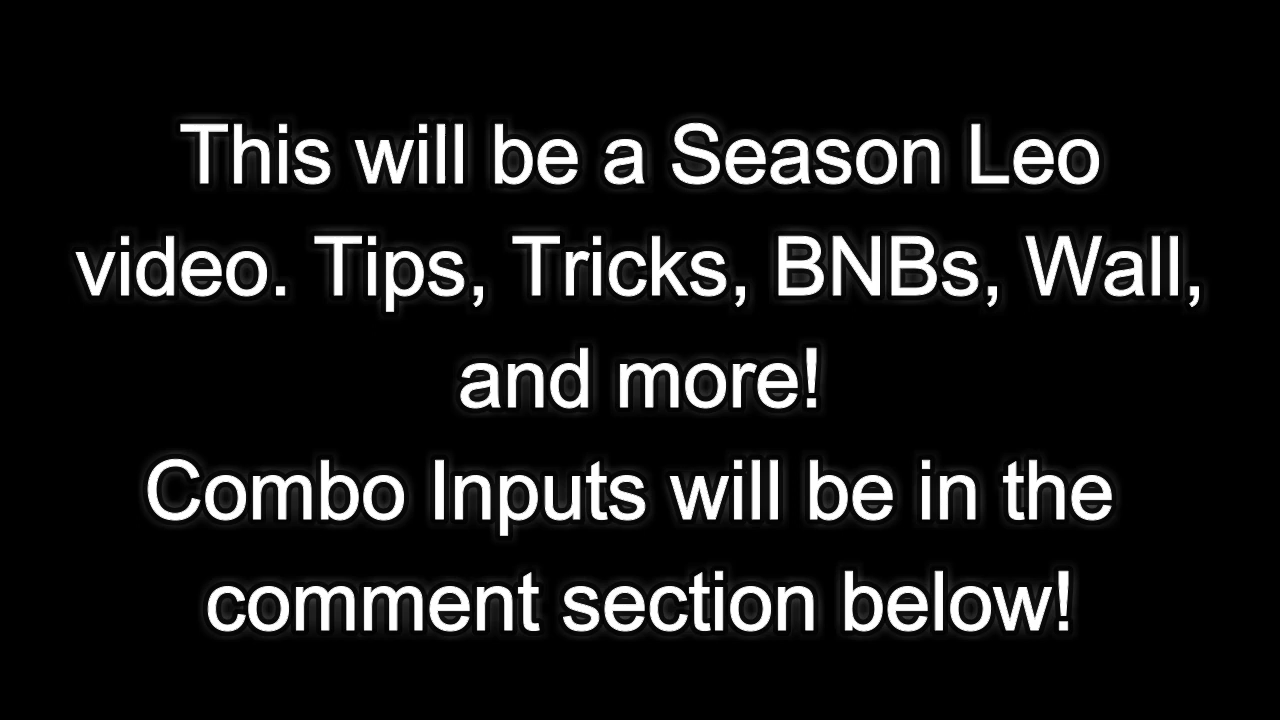 This will be a Season Leo
video. Tips, Tricks, BNBs, Wall,
and more!
Combo Inputs will be in the
comment section below!